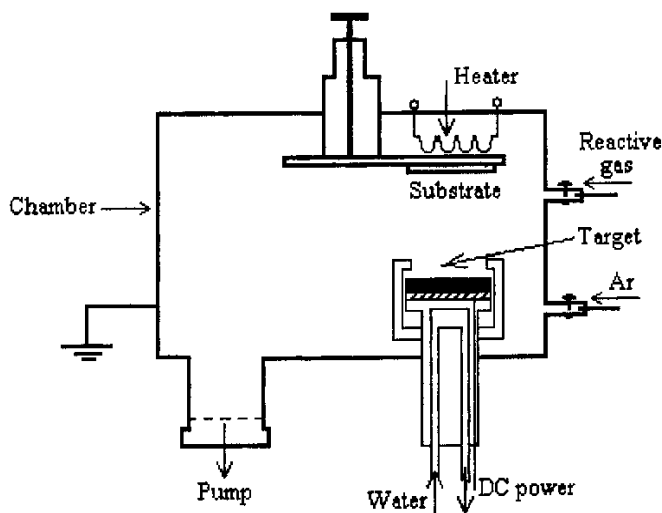 Heater
Reactive
gas
Substrate
Chamber
Target
Ar
Pump
Water
DC power